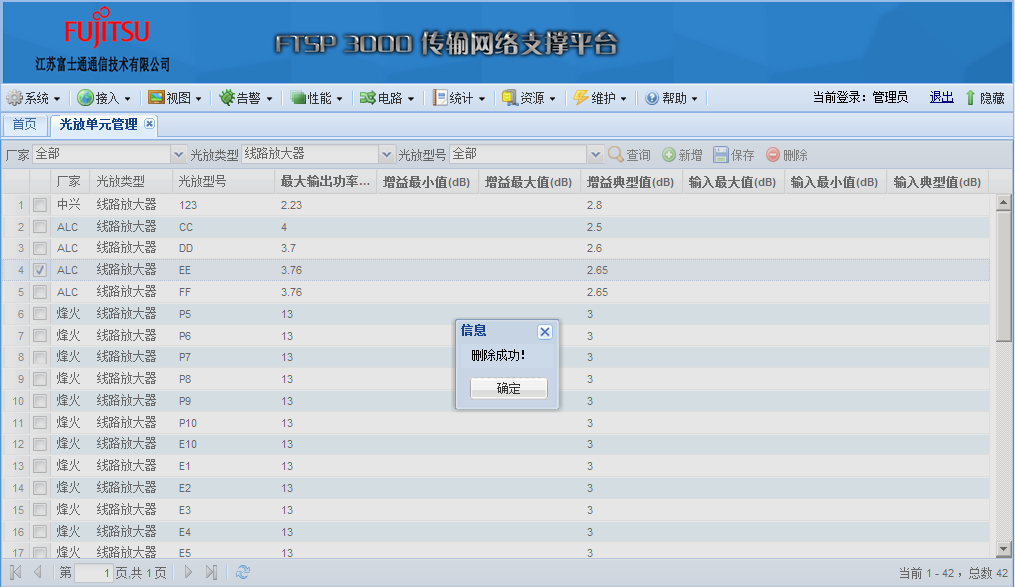 FUJITSU
江苏富士通通信技术有限公司
FTSP 3000 传输网络支撑平台
系统 接入 视图 告警 性能 电路 统计 资源 维护 帮助 当前登录: 管理员 退出 隐藏
首页 光放单元管理
厂家 全部 光放类型 线路放大器 光放型号 全部 查询 新增 保存 删除
厂家 光放类型 光放型号 最大输出功率... 增益最小值(dB) 增益最大值(dB) 增益典型值(dB) 输入最大值(dB) 输入最小值(dB) 输入典型值(dB)
1 中兴 线路放大器 123 2.23 2.8
2 ALC 线路放大器 CC 4 2.5
3 ALC 线路放大器 DD 3.7 2.6
4 ALC 线路放大器 EE 3.76 2.65
5 ALC 线路放大器 FF 3.76 2.65
6 烽火 线路放大器 P5 13 3
7 烽火 线路放大器 P6 13 3
8 烽火 线路放大器 P7 13 3
9 烽火 线路放大器 P8 13 3
10 烽火 线路放大器 P9 13 3
11 烽火 线路放大器 P10 13 3
12 烽火 线路放大器 E10 13 3
13 烽火 线路放大器 E1 13 3
14 烽火 线路放大器 E2 13 3
15 烽火 线路放大器 E3 13 3
16 烽火 线路放大器 E4 13 3
17 烽火 线路放大器 E5 13 3
信息
删除成功!
确定
第 1 页,共 1 页 当前 1 - 42 ，总数 42